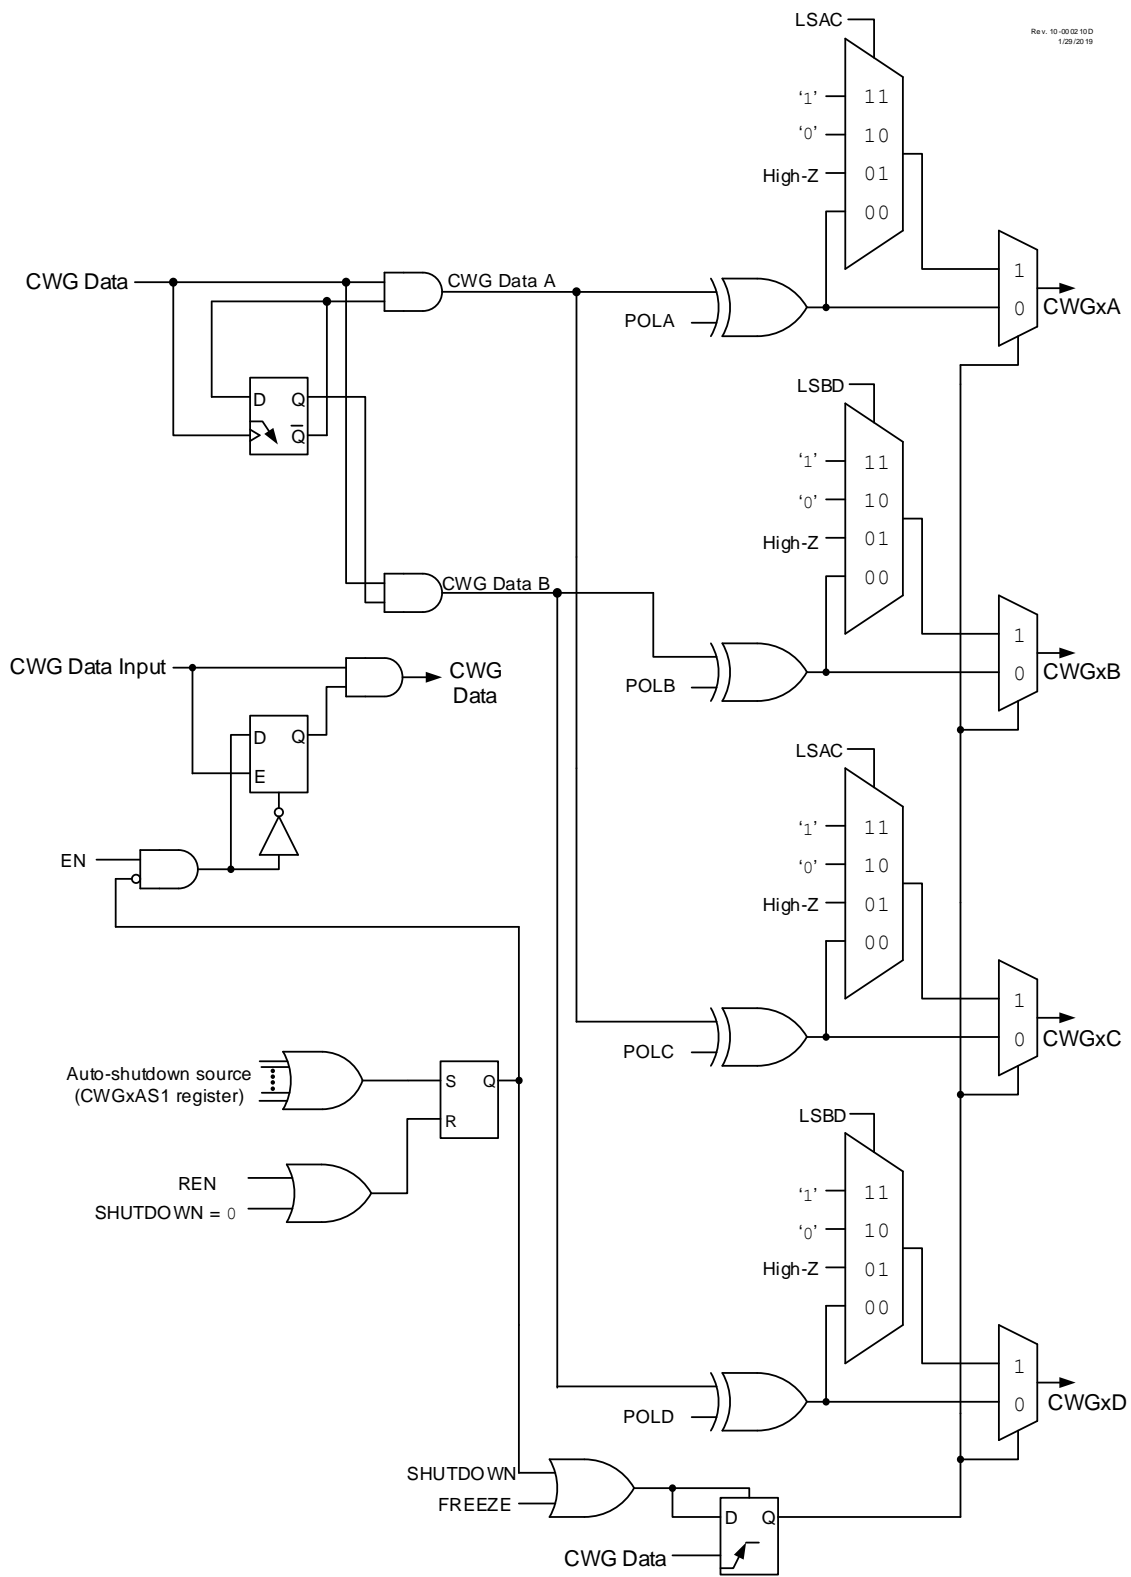 LSAC
Rev. 10-000210D
1/29/2019
‘1’
11
‘0’
10
High-Z
01
00
CWG Data
CWG Data A
POLA
1
0
CWGxA
D
Q
Q
LSBD
‘1’
11
‘0’
10
High-Z
01
00
CWG Data B
POLB
1
0
CWGxB
CWG Data Input
CWG
Data
D
Q
E
EN
LSAC
‘1’
11
‘0’
10
High-Z
01
00
POLC
1
0
CWGxC
Auto-shutdown source
(CWGxAS1 register)
S
Q
R
REN
SHUTDOWN = 0
LSBD
‘1’
11
‘0’
10
High-Z
01
00
POLD
1
0
CWGxD
SHUTDOWN
FREEZE
D
Q
CWG Data